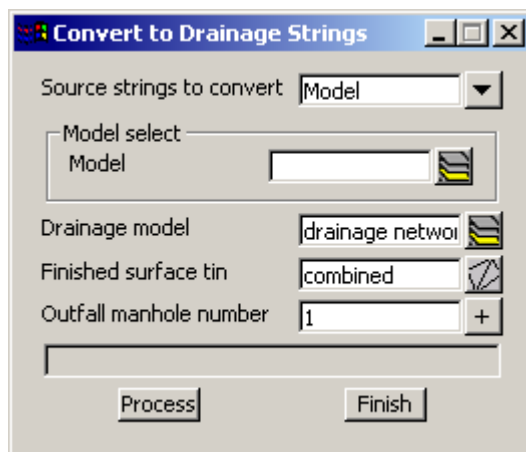 Convert to Drainage Strings
Source strings to convert Model
Model select
Model
Drainage model drainage networ
Finished surface tin combined
Outfall manhole number 1 +
Process Finish